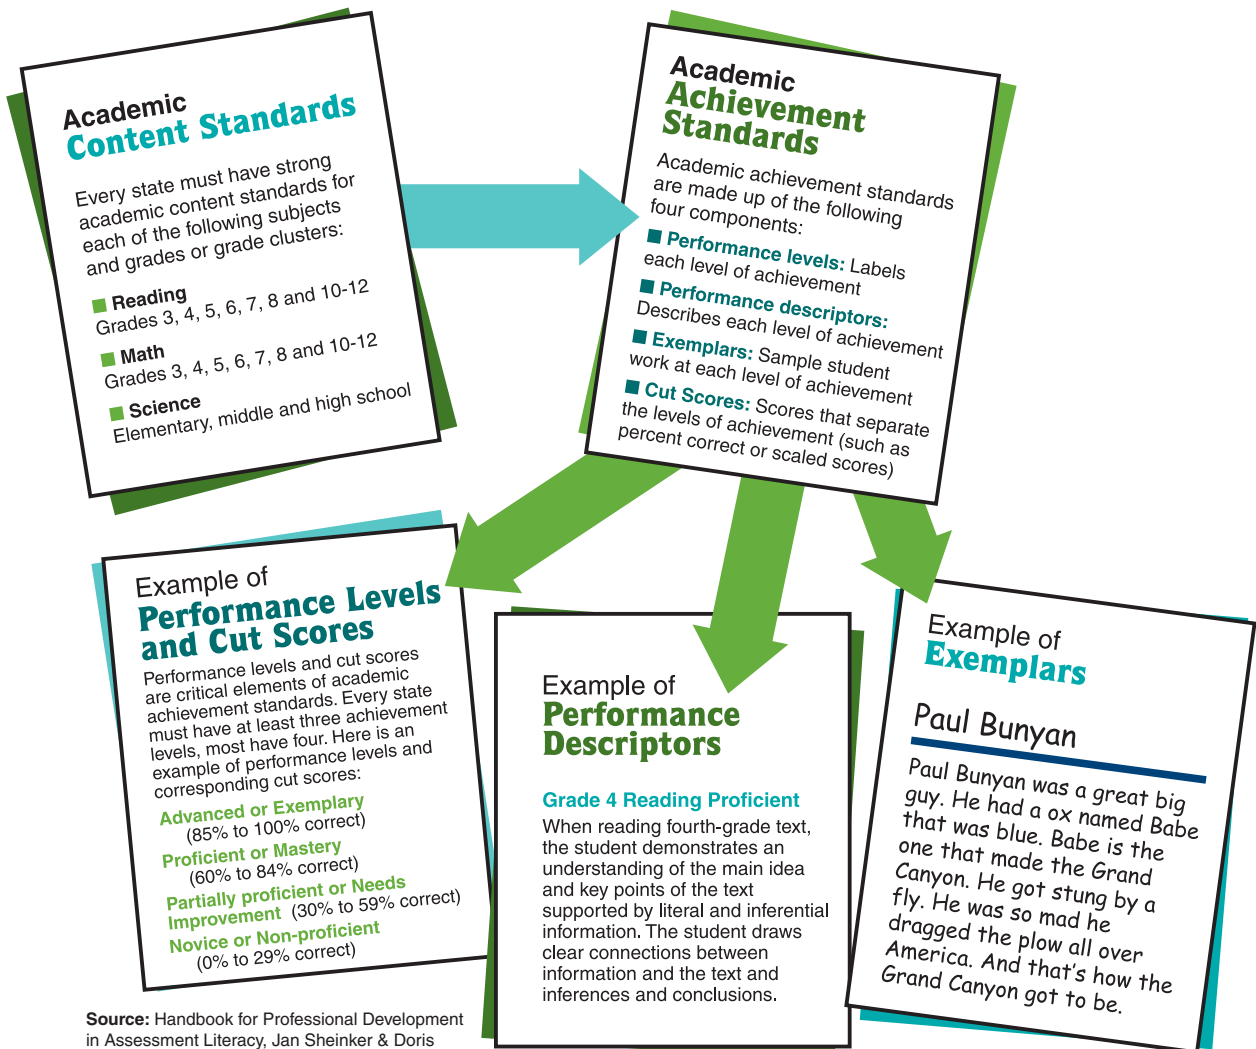 Academic
Content Standards
Every state must have strong
academic content standards for
each of the following subjects
and grades or grade clusters:
■ Reading
Grades 3, 4, 5, 6, 7, 8 and 10-12
■ Math
Grades 3, 4, 5, 6, 7, 8 and 10-12
■ Science
Elementary, middle and high school
Academic
Achievement
Standards
Academic achievement standards
are made up of the following
four components:
■ Performance levels: Labels
each level of achievement
■ Performance descriptors:
Describes each level of achievement
■ Exemplars: Sample student
work at each level of achievement
■ Cut Scores: Scores that separate
the levels of achievement (such as
percent correct or scaled scores)
Example of
Performance Levels
and Cut Scores
Performance levels and cut scores
are critical elements of academic
achievement standards. Every state
must have at least three achievement
levels, most have four. Here is an
example of performance levels and
corresponding cut scores:
Advanced or Exemplary
(85% to 100% correct)
Proficient or Mastery
(60% to 84% correct)
Partially proficient or Needs
Improvement (30% to 59% correct)
Novice or Non-proficient
(0% to 29% correct)
Example of
Performance
Descriptors
Grade 4 Reading Proficient
When reading fourth-grade text,
the student demonstrates an
understanding of the main idea
and key points of the text
supported by literal and inferential
information. The student draws
clear connections between
information and the text and
inferences and conclusions.
Example of
Exemplars
Paul Bunyan
Paul Bunyan was a great big
guy. He had a ox named Babe
that was blue. Babe is the
one that made the Grand
Canyon. He got stung by a
fly. He was so mad he
dragged the plow all over
America. And that's how the
Grand Canyon got to be.
Source: Handbook for Professional Development
in Assessment Literacy, Jan Sheinker & Doris